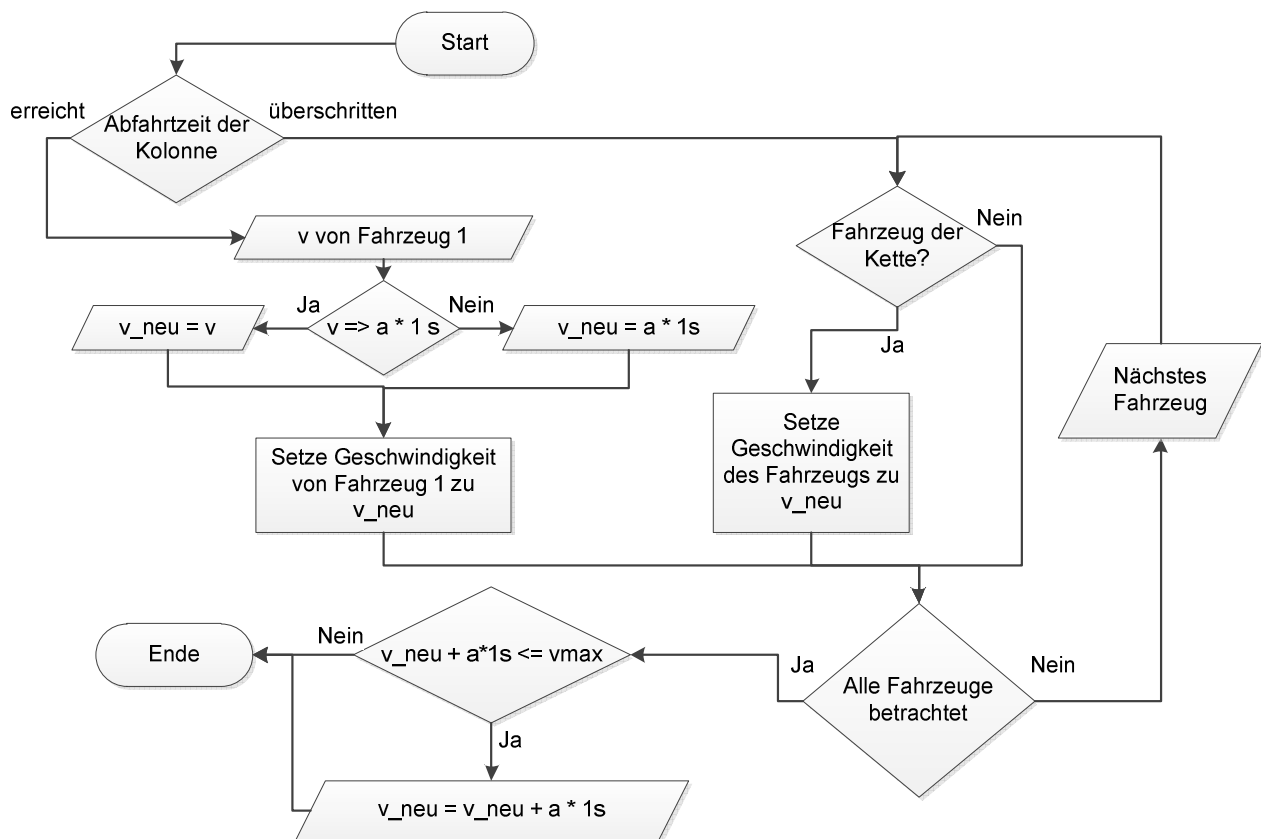 Start
erreicht
überschritten
Abfahrtzeit der
Kolonne
v von Fahrzeug 1
Ja
Nein
v_neu = v
v => a * 1 s
v_neu = a * 1s
Setze Geschwindigkeit
von Fahrzeug 1 zu
v_neu
Fahrzeug der
Kette?
Nein
Ja
Setze
Geschwindigkeit
des Fahrzeugs zu
v_neu
Nächstes
Fahrzeug
Alle Fahrzeuge
betrachtet
Ja
Nein
v_neu + a*1s <= vmax
Nein
Ja
Ende
v_neu = v_neu + a * 1s